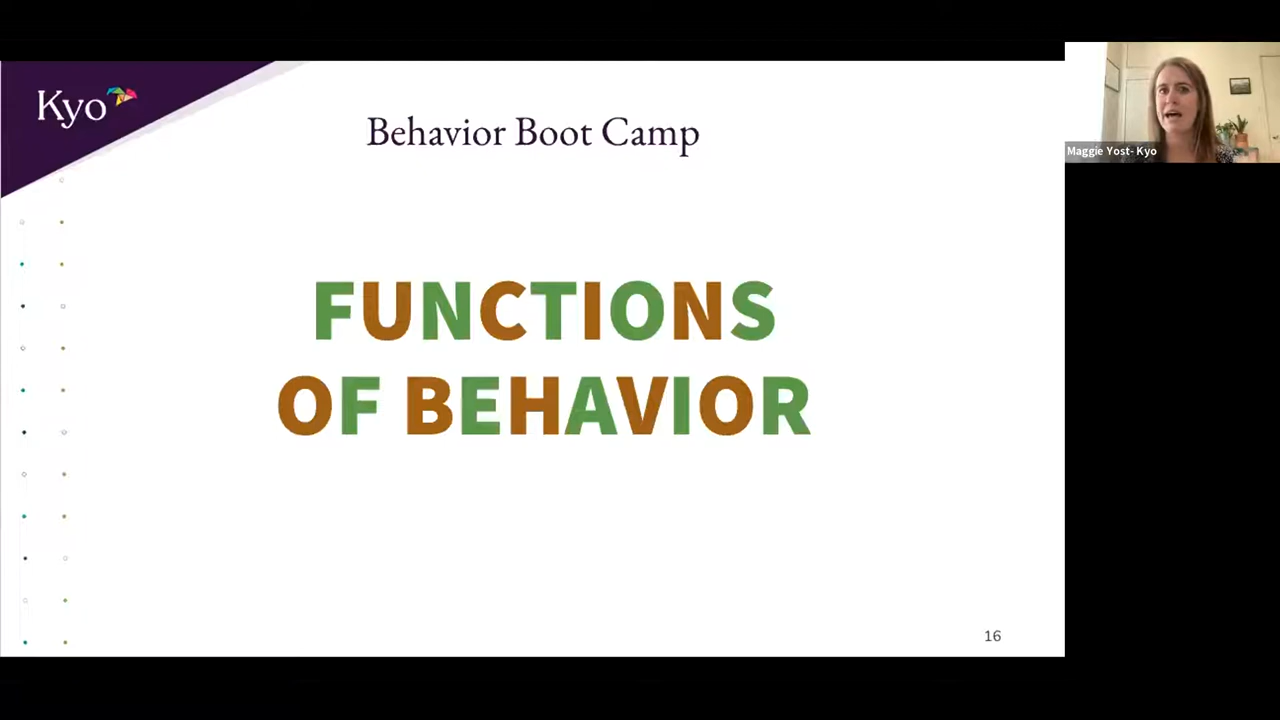 Kyo
Behavior Boot Camp
Maggie Yost- Kyo
FUNCTIONS
OF BEHAVIOR
16